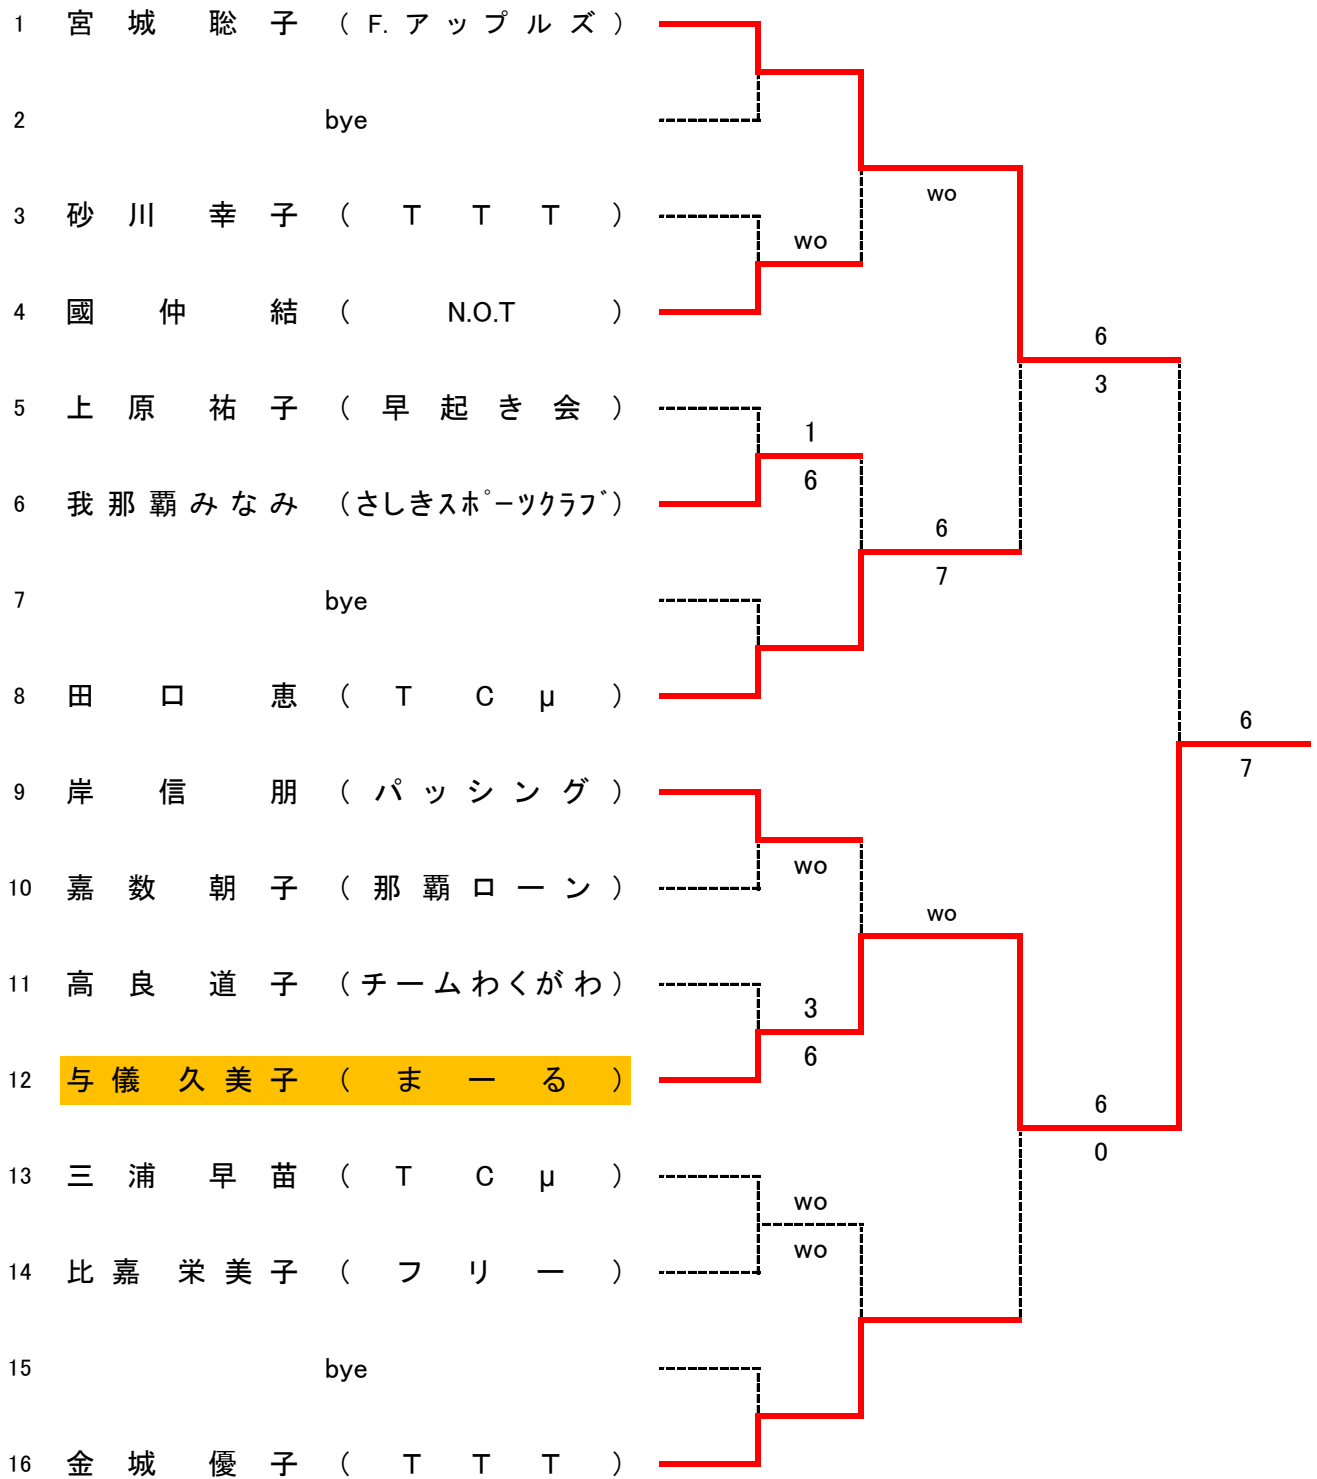 1 宮城 聡子 （F.アップルズ）
2 bye
wo
3 砂川 幸子 （TTT）
wo
4 國仲 結 （N.O.T）
6
3
5 上原 祐子 （早起き会）
1
6
6 我那覇みなみ （さしきスポーツクラブ）
6
7
7 bye
8 田口 恵 （TCμ）
6
7
9 岸信 朋 （パッシング）
wo
10 嘉数 朝子 （那覇ローン）
wo
11 高良 道子 （チームわくがわ）
3
6
12 与儀 久美子 （まーる）
6
0
13 三浦 早苗 （TCμ）
wo
wo
14 比嘉 栄美子 （フリー）
15 bye
16 金城 優子 （TTT）